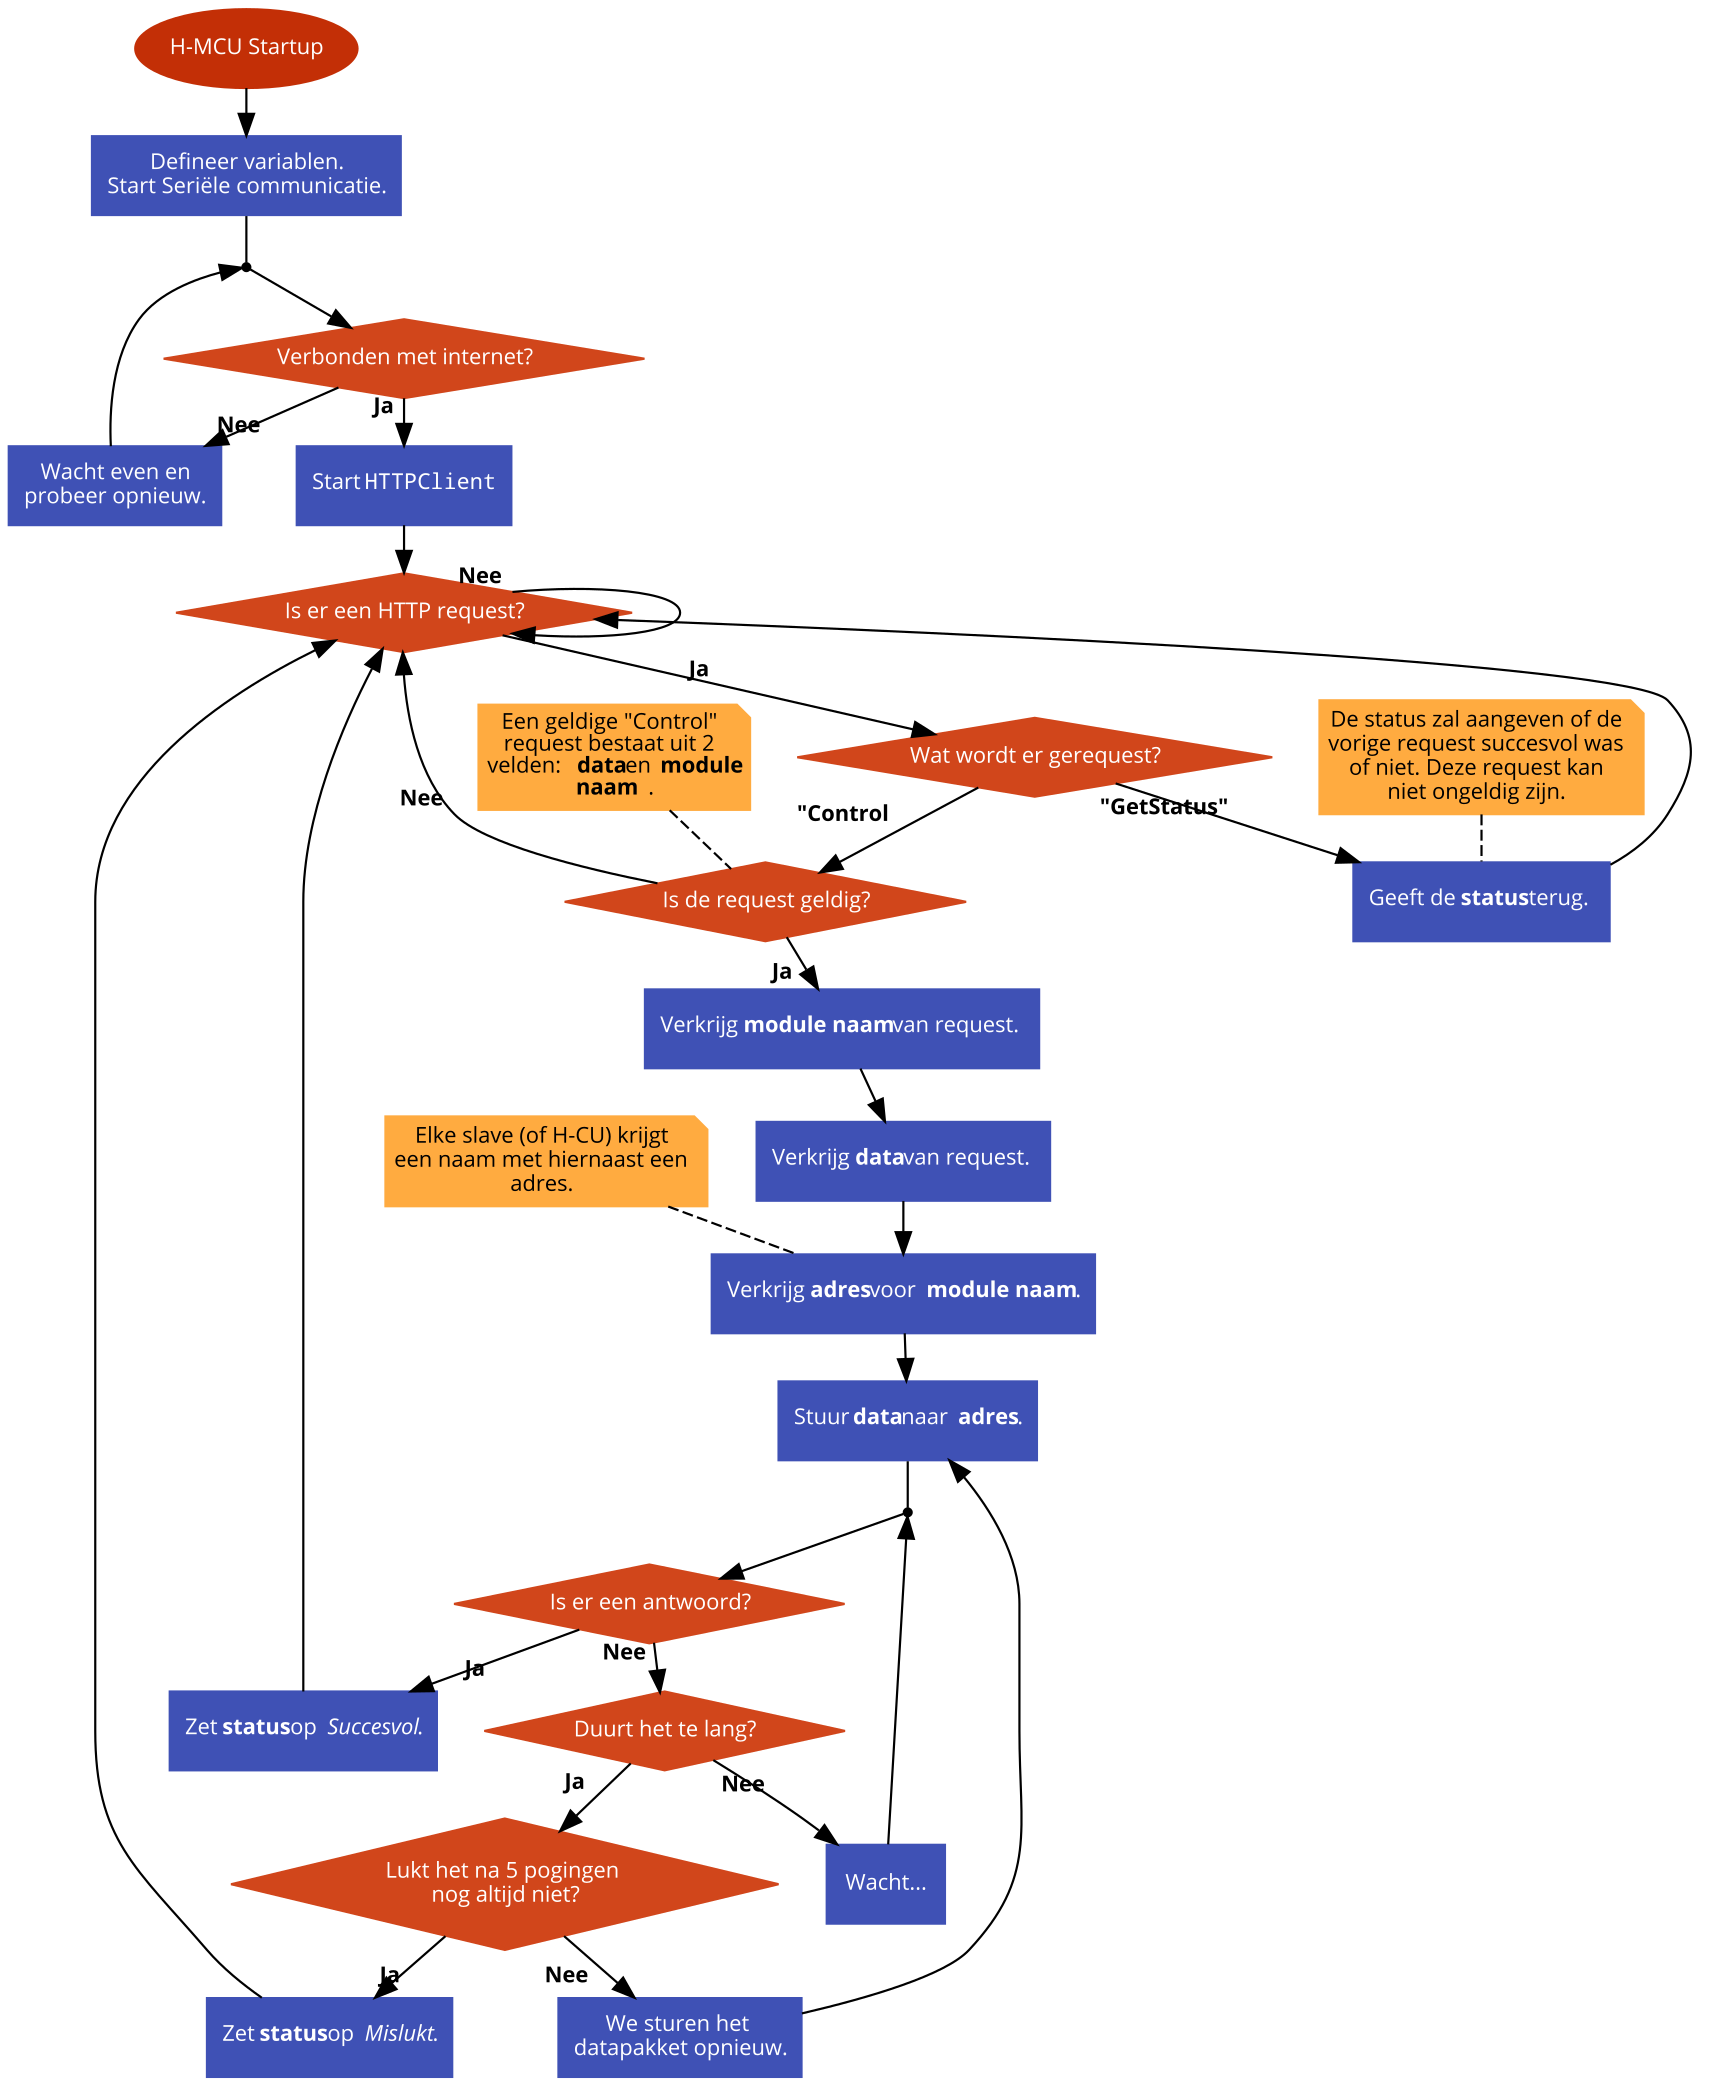 H-MCU Startup
Defineer variablen.
Start Seriële communicatie.
Verbonden met internet?
Nee
Ja
Wacht even en
probeer opnieuw.
Start HTTPClient
Nee
Is er een HTTP request?
Ja
Een geldige "Control"
request bestaat uit 2
velden: data en module
naam .
Wat wordt er gerequest?
De status zal aangeven of de
vorige request succesvol was
of niet. Deze request kan
niet ongeldig zijn.
Nee
"Control
"GetStatus"
Is de request geldig?
Geeft de status terug.
Ja
Verkrijg module naam van request.
Verkrijg data van request.
Elke slave (of H-CU) krijgt
een naam met hiernaast een
adres.
Verkrijg adres voor module naam.
Stuur data naar adres.
Is er een antwoord?
Ja
Nee
Zet status op Succesvol.
Duurt het te lang?
Ja
Nee
Lukt het na 5 pogingen
nog altijd niet?
Wacht...
Ja
Nee
Zet status op Mislukt.
We sturen het
datapakket opnieuw.